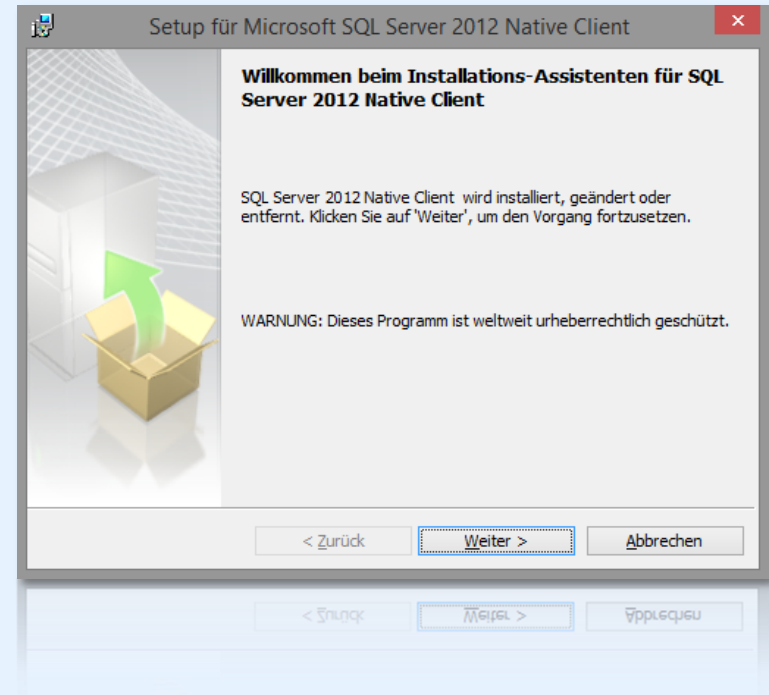 Setup für Microsoft SQL Server 2012 Native Client
Willkommen beim Installations-Assistenten für SQL
Server 2012 Native Client
SQL Server 2012 Native Client wird installiert, geändert oder
entfernt. Klicken Sie auf 'Weiter', um den Vorgang fortzusetzen.
WARNUNG: Dieses Programm ist weltweit urheberrechtlich geschützt.
< Zurück Weiter > Abbrechen